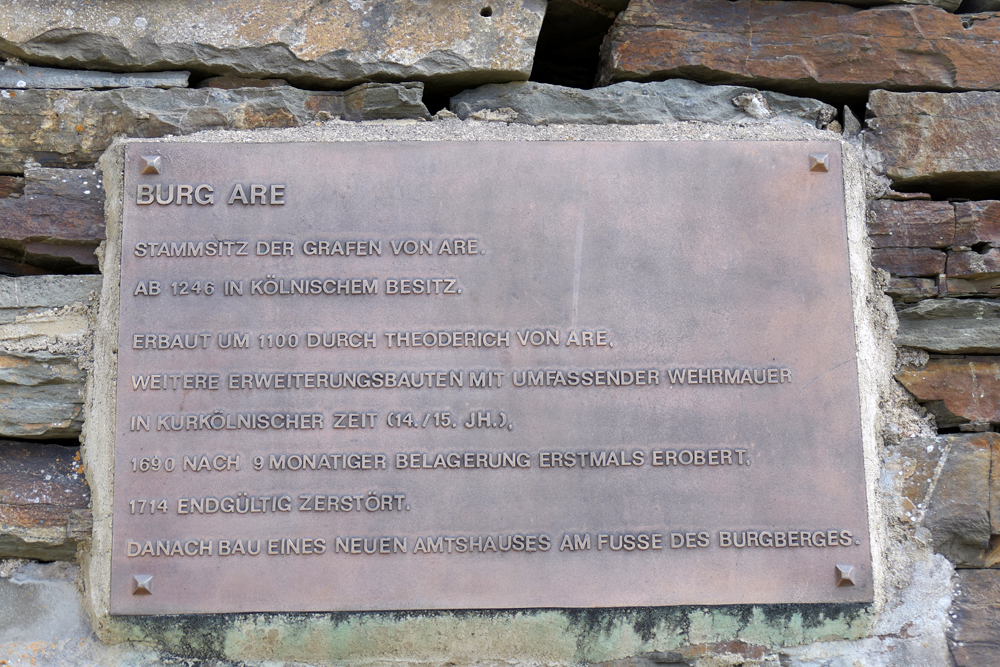 BURG ARE
STAMMSITZ DER GRAFEN VON ARE.
AB 1246 IN KÖLNISCHEM BESITZ.
ERBAUT UM 1100 DURCH THEODERICH VON ARE,
WEITERE ERWEITERUNGSBAUTEN MIT UMFASSENDER WEHRMAUER
IN KURKÖLNISCHER ZEIT (14./15. JH.),
1690 NACH 9 MONATIGER BELAGERUNG ERSTMALS EROBERT,
1714 ENDGÜLTIG ZERSTÖRT.
DANACH BAU EINES NEUEN AMTSHAUSES AM FUSSE DES BURGBERGES.